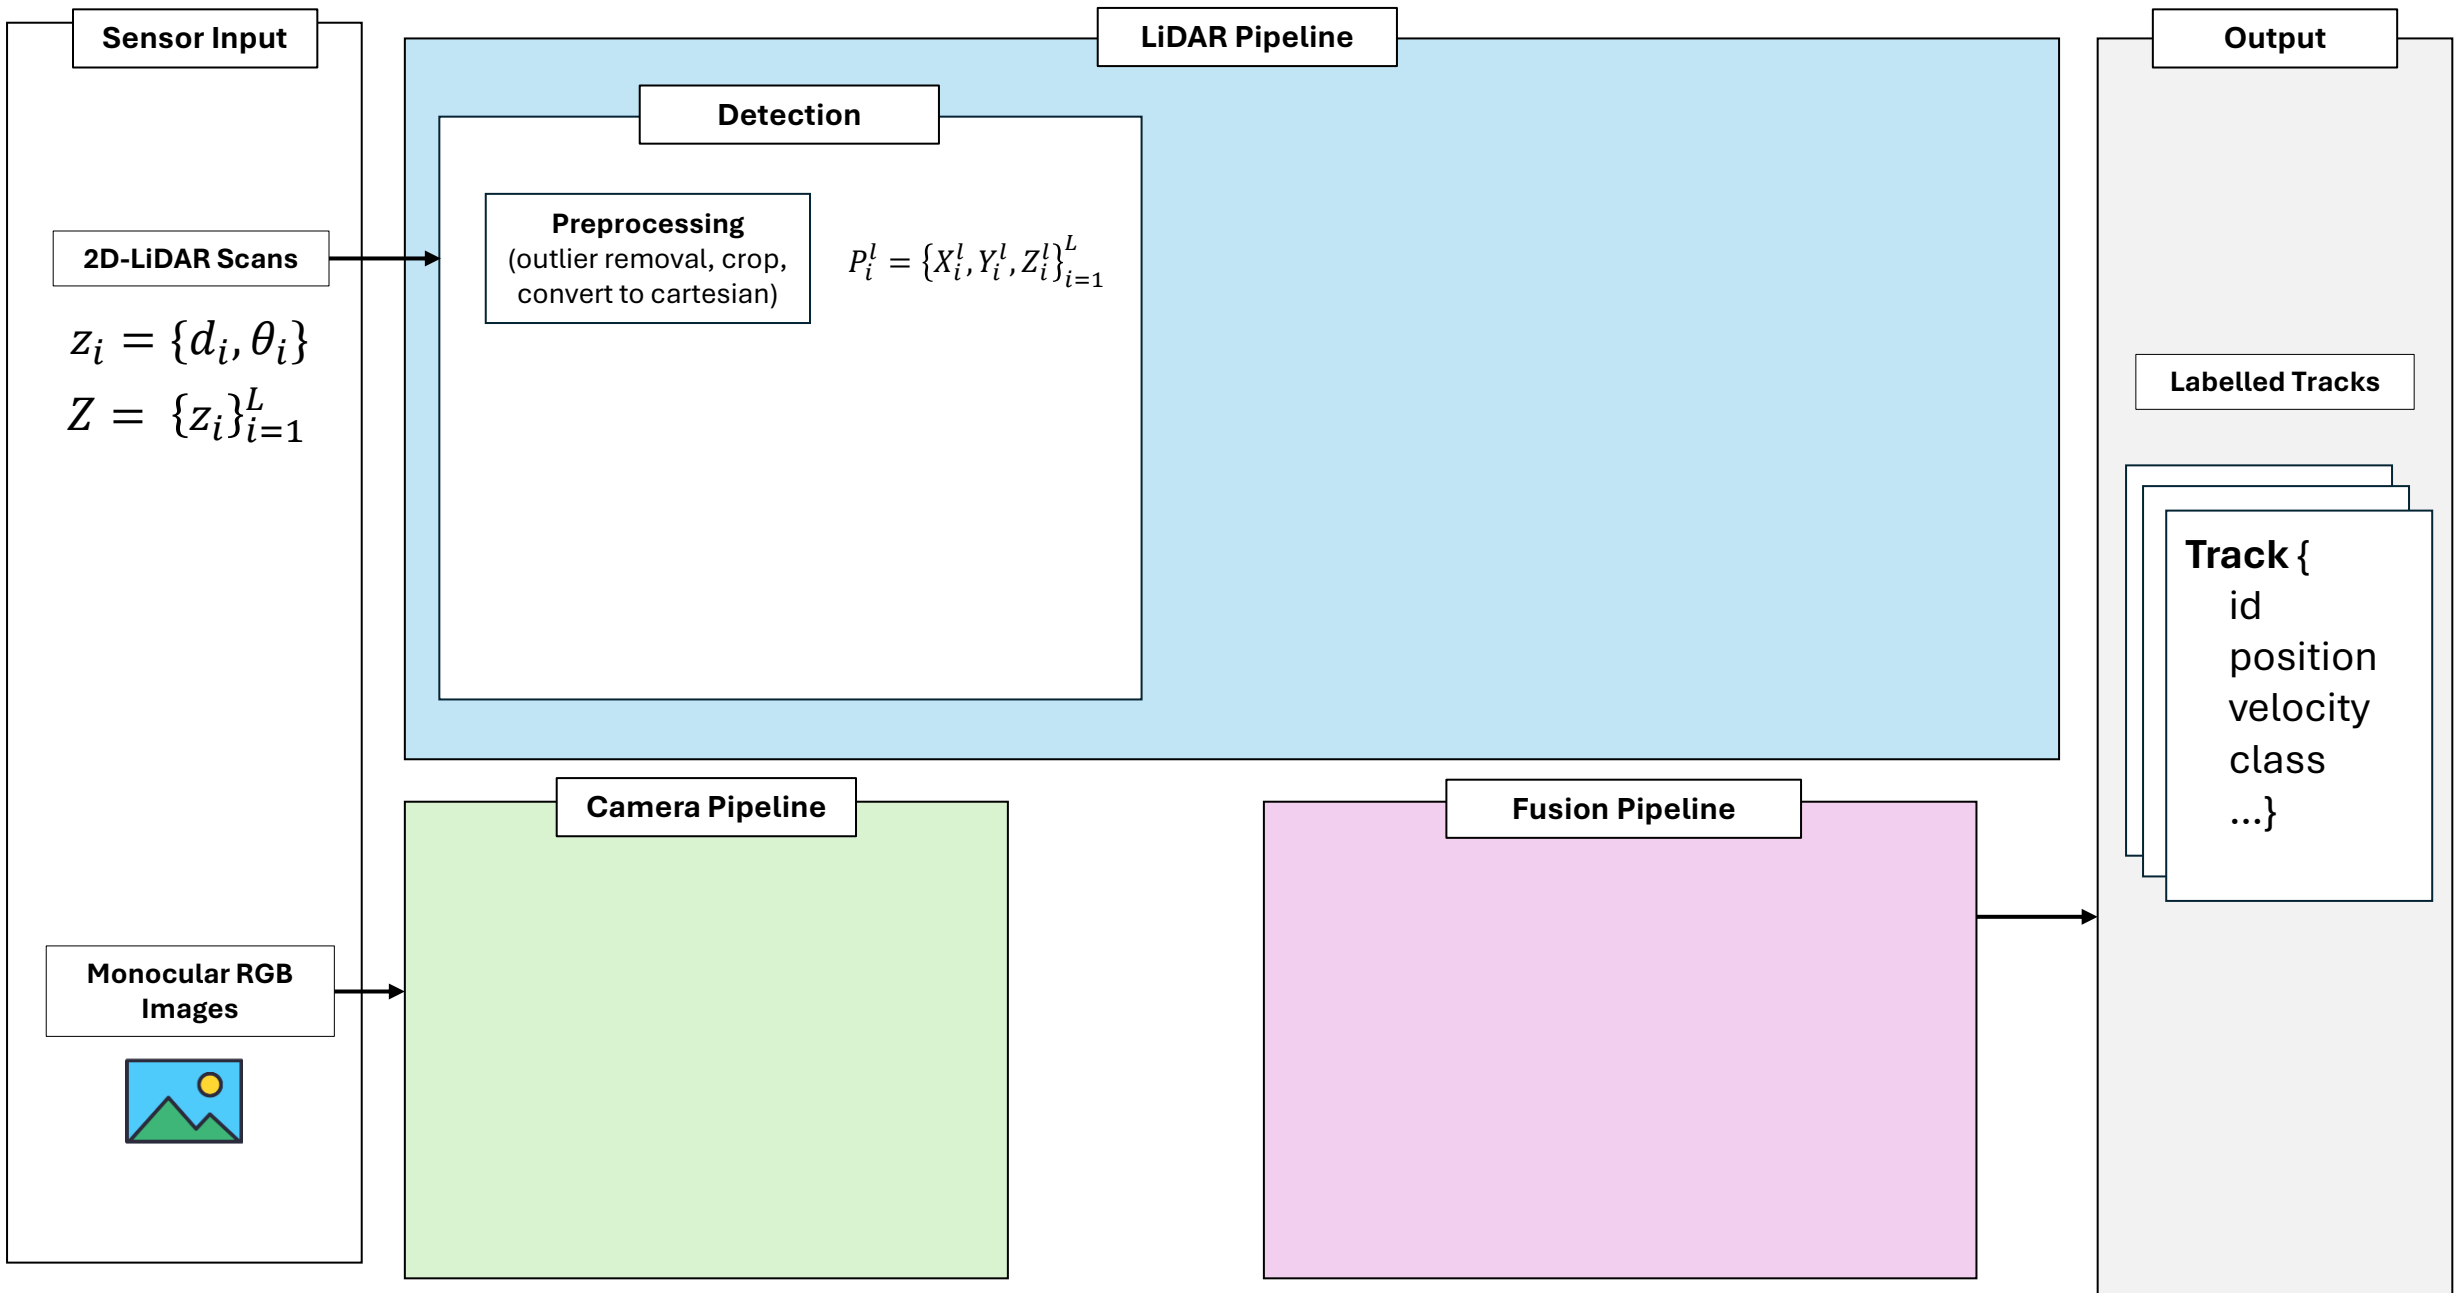 Sensor Input
2D-LiDAR Scans
z_i = {d_i, θ_i}
Z = {z_i}_{i=1}^{L}
Monocular RGB
Images
LiDAR Pipeline
Detection
Preprocessing
(outlier removal, crop,
convert to cartesian)
P_i^l = {X_i^l, Y_i^l, Z_i^l}_{i=1}^{L}
Camera Pipeline
Fusion Pipeline
Output
Labelled Tracks
Track {
id
position
velocity
class
...}